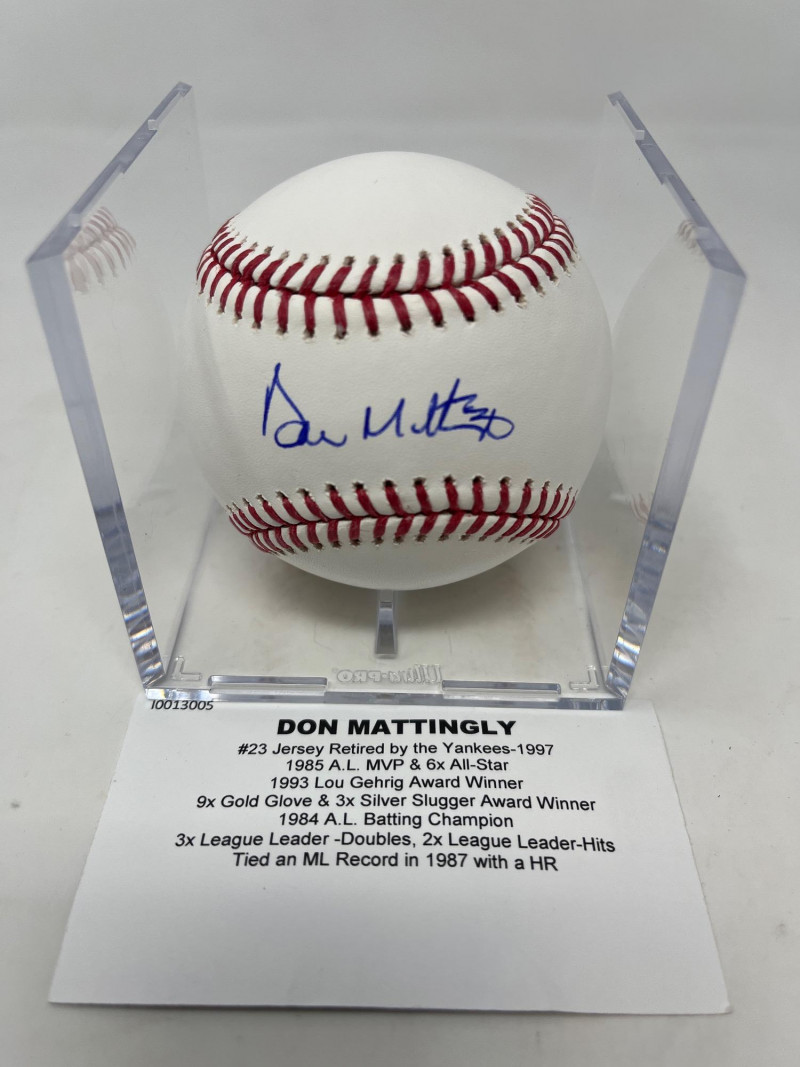 Don Mattingly
ULTRA-PRO
10013005
DON MATTINGLY
#23 Jersey Retired by the Yankees-1997
1985 A.L. MVP & 6x All-Star
1993 Lou Gehrig Award Winner
9x Gold Glove & 3x Silver Slugger Award Winner
1984 A.L. Batting Champion
3x League Leader -Doubles, 2x League Leader-Hits
Tied an ML Record in 1987 with a HR